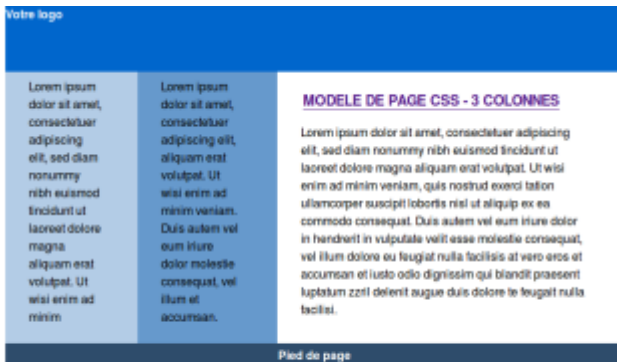 Votre logo
Lorem ipsum
dolor sit amet,
consectetuer
adipiscing
elit, sed diam
nonummy
nibh euismod
tincidunt ut
laoreet dolore
magna
aliquam erat
volutpat. Ut
wisi enim ad
minim
Lorem ipsum
dolor sit amet,
consectetuer
adipiscing elit,
aliquam erat
volutpat. Ut
wisi enim ad
minim veniam.
Duis autem vel
eum iriure
dolor molestie
consequat, vel
illum et
accumsan.
MODELE DE PAGE CSS - 3 COLONNES
Lorem ipsum dolor sit amet, consectetuer adipiscing
elit, sed diam nonummy nibh euismod tincidunt ut
laoreet dolore magna aliquam erat volutpat. Ut wisi
enim ad minim veniam, quis nostrud exerci tation
ullamcorper suscipit lobortis nisl ut aliquip ex ea
commodo consequat. Duis autem vel eum iriure dolor
in hendrerit in vulputate velit esse molestie consequat,
vel illum dolore eu feugiat nulla facilisis at vero eros et
accumsan et iusto odio dignissim qui blandit praesent
luptatum zzril delenit augue duis dolore te feugait nulla
facilisi.
Pied de page